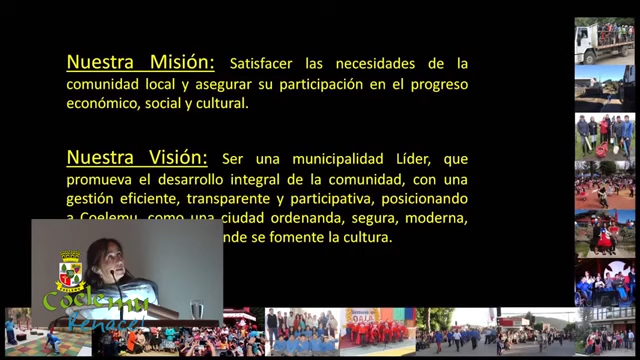 Nuestra Misión: Satisfacer las necesidades de la
comunidad local y asegurar su participación en el progreso
económico, social y cultural.
Nuestra Visión: Ser una municipalidad Líder, que
promueva el desarrollo integral de la comunidad, con una
gestión eficiente, transparente y participativa, posicionando
a Coelemu, como una ciudad ordenanda, segura, moderna,
nde se fomente la cultura.
Coelemu
renace!